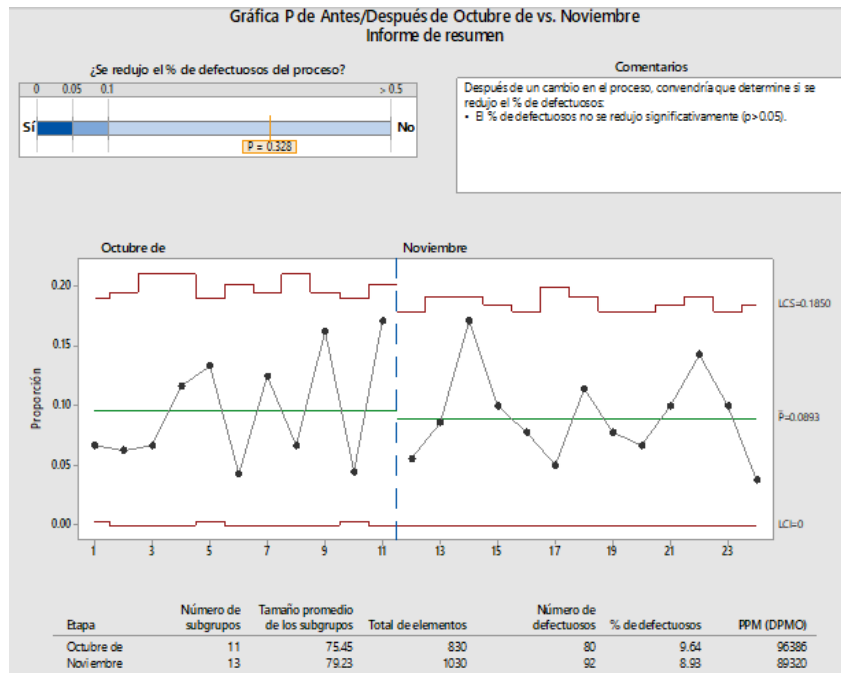 Gráfica P de Antes/Después de Octubre de vs. Noviembre
Informe de resumen
¿Se redujo el % de defectuosos del proceso?
0 0.05 0.1 > 0.5
Sí No
P = 0.328
Comentarios
Después de un cambio en el proceso, convendría que determine si se
redujo el % de defectuosos:
• El % de defectuosos no se redujo significativamente (p>0.05).
Octubre de Noviembre
Proporción
0.20
0.15
0.10
0.05
0.00
LCS=0.1850
P̄=0.0893
LCI=0
1 3 5 7 9 11 13 15 17 19 21 23
Número de Tamaño promedio Número de
Etapa subgrupos de los subgrupos Total de elementos defectuosos % de defectuosos PPM (DPMO)
Octubre de 11 75.45 830 80 9.64 96386
Noviembre 13 79.23 1030 92 8.93 89320